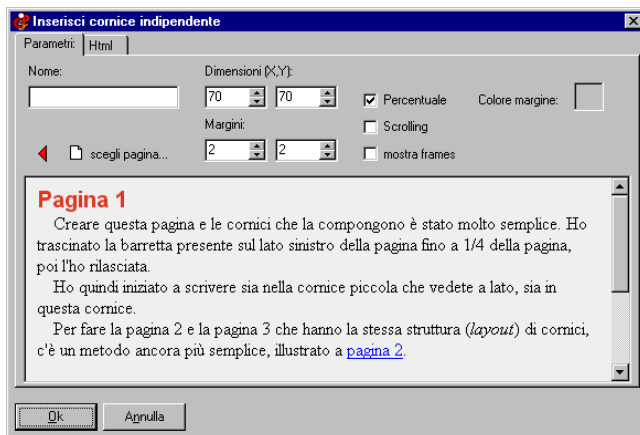 Inserisci cornice indipendente
Parametri: Html
Nome: Dimensioni (X,Y):
70 70 Percentuale Colore margine:
Margini: Scrolling
scegli pagina... 2 2 mostra frames
Pagina 1
Creare questa pagina e le cornici che la compongono è stato molto semplice. Ho
trascinato la barretta presente sul lato sinistro della pagina fino a 1/4 della pagina,
poi l'ho rilasciata.
Ho quindi iniziato a scrivere sia nella cornice piccola che vedete a lato, sia in
questa cornice.
Per fare la pagina 2 e la pagina 3 che hanno la stessa struttura (layout) di cornici,
c'è un metodo ancora più semplice, illustrato a pagina 2.
Ok Annulla